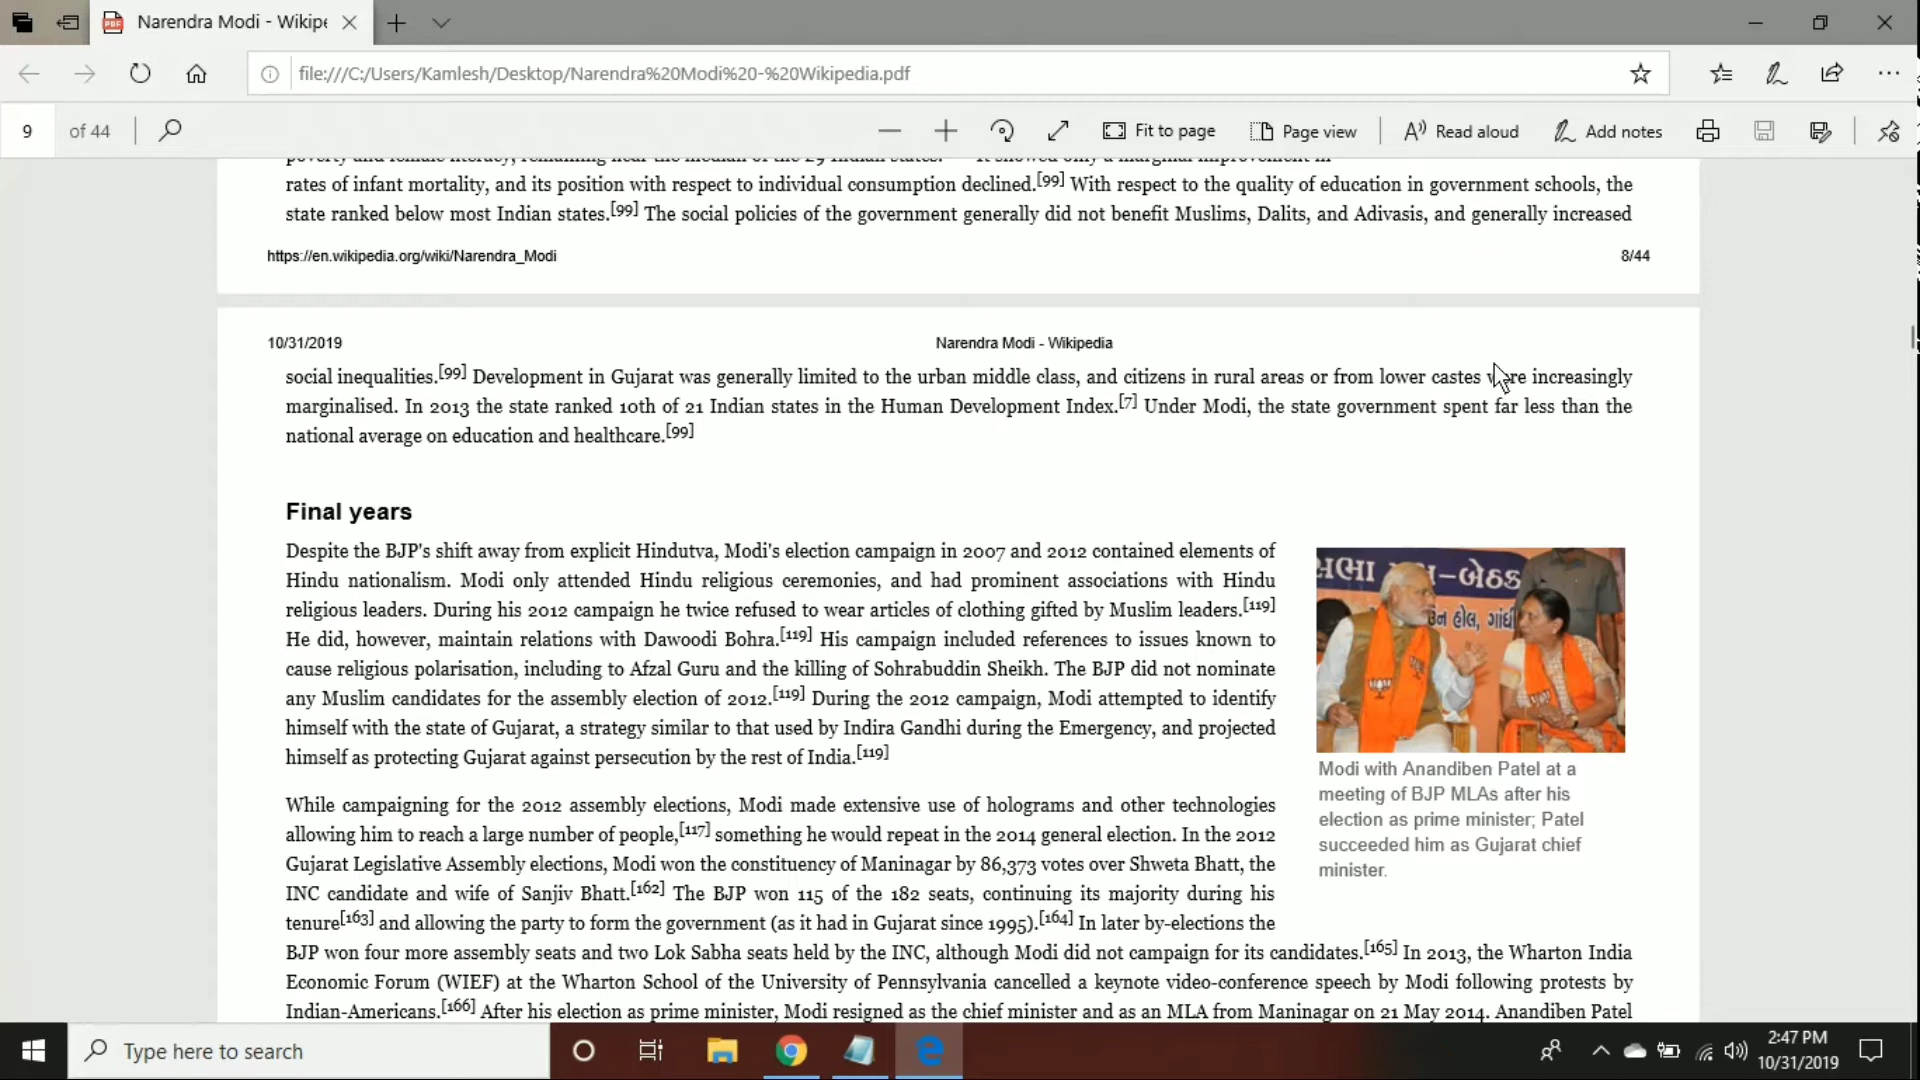 Narendra Modi - Wikipe
file:///C:/Users/Kamlesh/Desktop/Narendra%20Modi%20-%20Wikipedia.pdf
9 of 44
Fit to page
Page view
Read aloud
Add notes
poverty and female literacy, remaining near the median of the 29 Indian states. It showed only a marginal improvement in
rates of infant mortality, and its position with respect to individual consumption declined.[99] With respect to the quality of education in government schools, the
state ranked below most Indian states.[99] The social policies of the government generally did not benefit Muslims, Dalits, and Adivasis, and generally increased
https://en.wikipedia.org/wiki/Narendra_Modi 8/44
10/31/2019 Narendra Modi - Wikipedia
social inequalities.[99] Development in Gujarat was generally limited to the urban middle class, and citizens in rural areas or from lower castes were increasingly
marginalised. In 2013 the state ranked 10th of 21 Indian states in the Human Development Index.[7] Under Modi, the state government spent far less than the
national average on education and healthcare.[99]
Final years
Despite the BJP's shift away from explicit Hindutva, Modi's election campaign in 2007 and 2012 contained elements of
Hindu nationalism. Modi only attended Hindu religious ceremonies, and had prominent associations with Hindu
religious leaders. During his 2012 campaign he twice refused to wear articles of clothing gifted by Muslim leaders.[119]
He did, however, maintain relations with Dawoodi Bohra.[119] His campaign included references to issues known to
cause religious polarisation, including to Afzal Guru and the killing of Sohrabuddin Sheikh. The BJP did not nominate
any Muslim candidates for the assembly election of 2012.[119] During the 2012 campaign, Modi attempted to identify
himself with the state of Gujarat, a strategy similar to that used by Indira Gandhi during the Emergency, and projected
himself as protecting Gujarat against persecution by the rest of India.[119]
While campaigning for the 2012 assembly elections, Modi made extensive use of holograms and other technologies
allowing him to reach a large number of people,[117] something he would repeat in the 2014 general election. In the 2012
Gujarat Legislative Assembly elections, Modi won the constituency of Maninagar by 86,373 votes over Shweta Bhatt, the
INC candidate and wife of Sanjiv Bhatt.[162] The BJP won 115 of the 182 seats, continuing its majority during his
tenure[163] and allowing the party to form the government (as it had in Gujarat since 1995).[164] In later by-elections the
BJP won four more assembly seats and two Lok Sabha seats held by the INC, although Modi did not campaign for its candidates.[165] In 2013, the Wharton India
Economic Forum (WIEF) at the Wharton School of the University of Pennsylvania cancelled a keynote video-conference speech by Modi following protests by
Indian-Americans.[166] After his election as prime minister, Modi resigned as the chief minister and as an MLA from Maninagar on 21 May 2014. Anandiben Patel
બેઠક
હોલ,
Modi with Anandiben Patel at a
meeting of BJP MLAs after his
election as prime minister; Patel
succeeded him as Gujarat chief
minister.
Type here to search
2:47 PM
10/31/2019